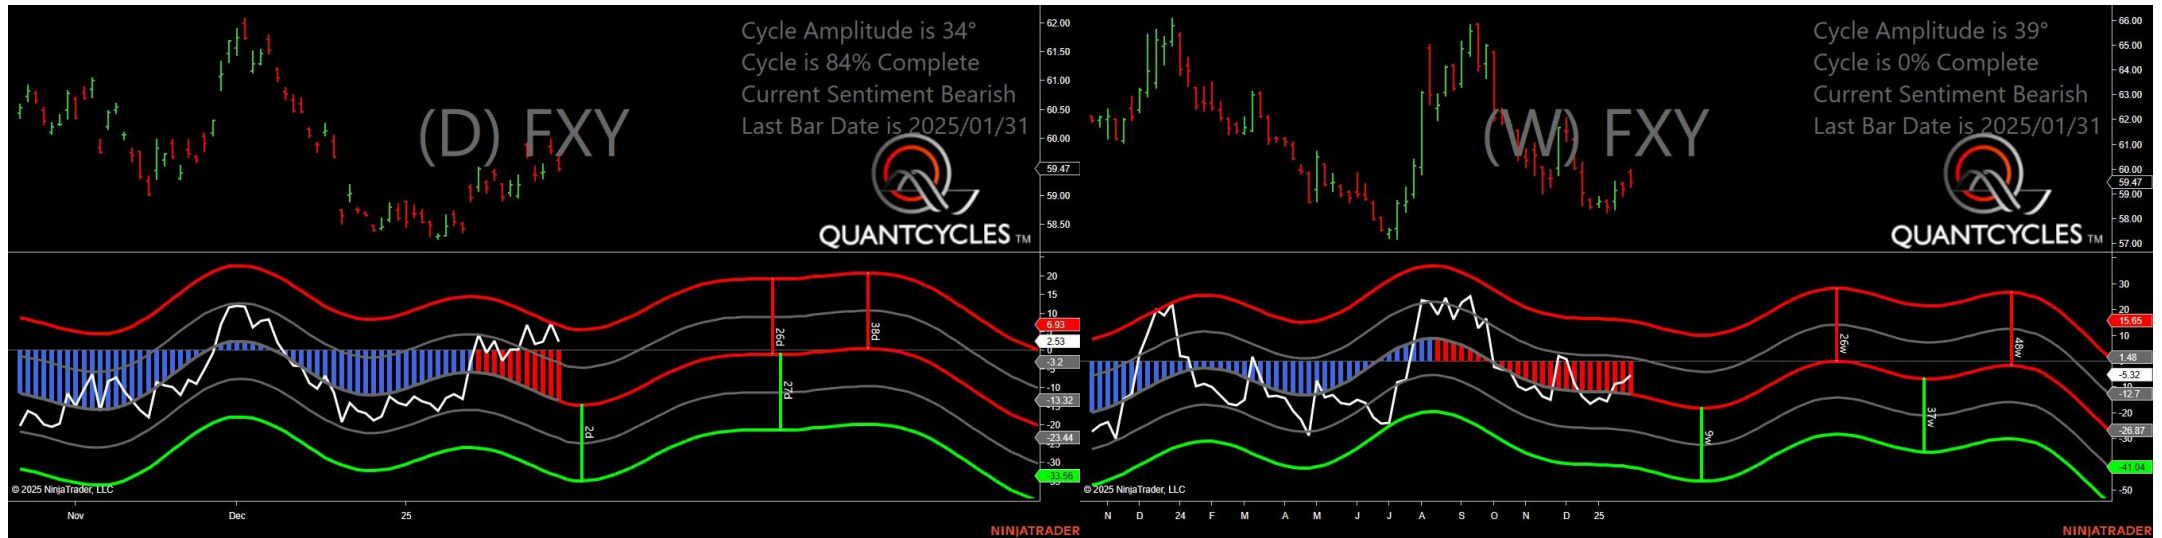 Cycle Amplitude is 34°
Cycle is 84% Complete
Current Sentiment Bearish
Last Bar Date is 2025/01/31
(D) FXY
QUANTCYCLES TM
62.00
61.50
61.00
60.50
60.00
59.47
59.00
58.50
20
15
10
6.93
2.53
0
-3.2
-10
-13.32
-20
-23.44
-30
-33.56
26d
38d
27d
2d
© 2025 NinjaTrader, LLC
Nov
Dec
25
NINJATRADER
Cycle Amplitude is 39°
Cycle is 0% Complete
Current Sentiment Bearish
Last Bar Date is 2025/01/31
(W) FXY
QUANTCYCLES TM
66.00
65.00
64.00
63.00
62.00
61.00
60.00
59.47
59.00
58.00
57.00
30
20
15.65
10
1.48
-5.32
-12.7
-20
-26.87
-30
-41.04
-50
26w
48w
37w
9w
© 2025 NinjaTrader, LLC
N D 24 F M A M J J A S O N D 25
NINJATRADER